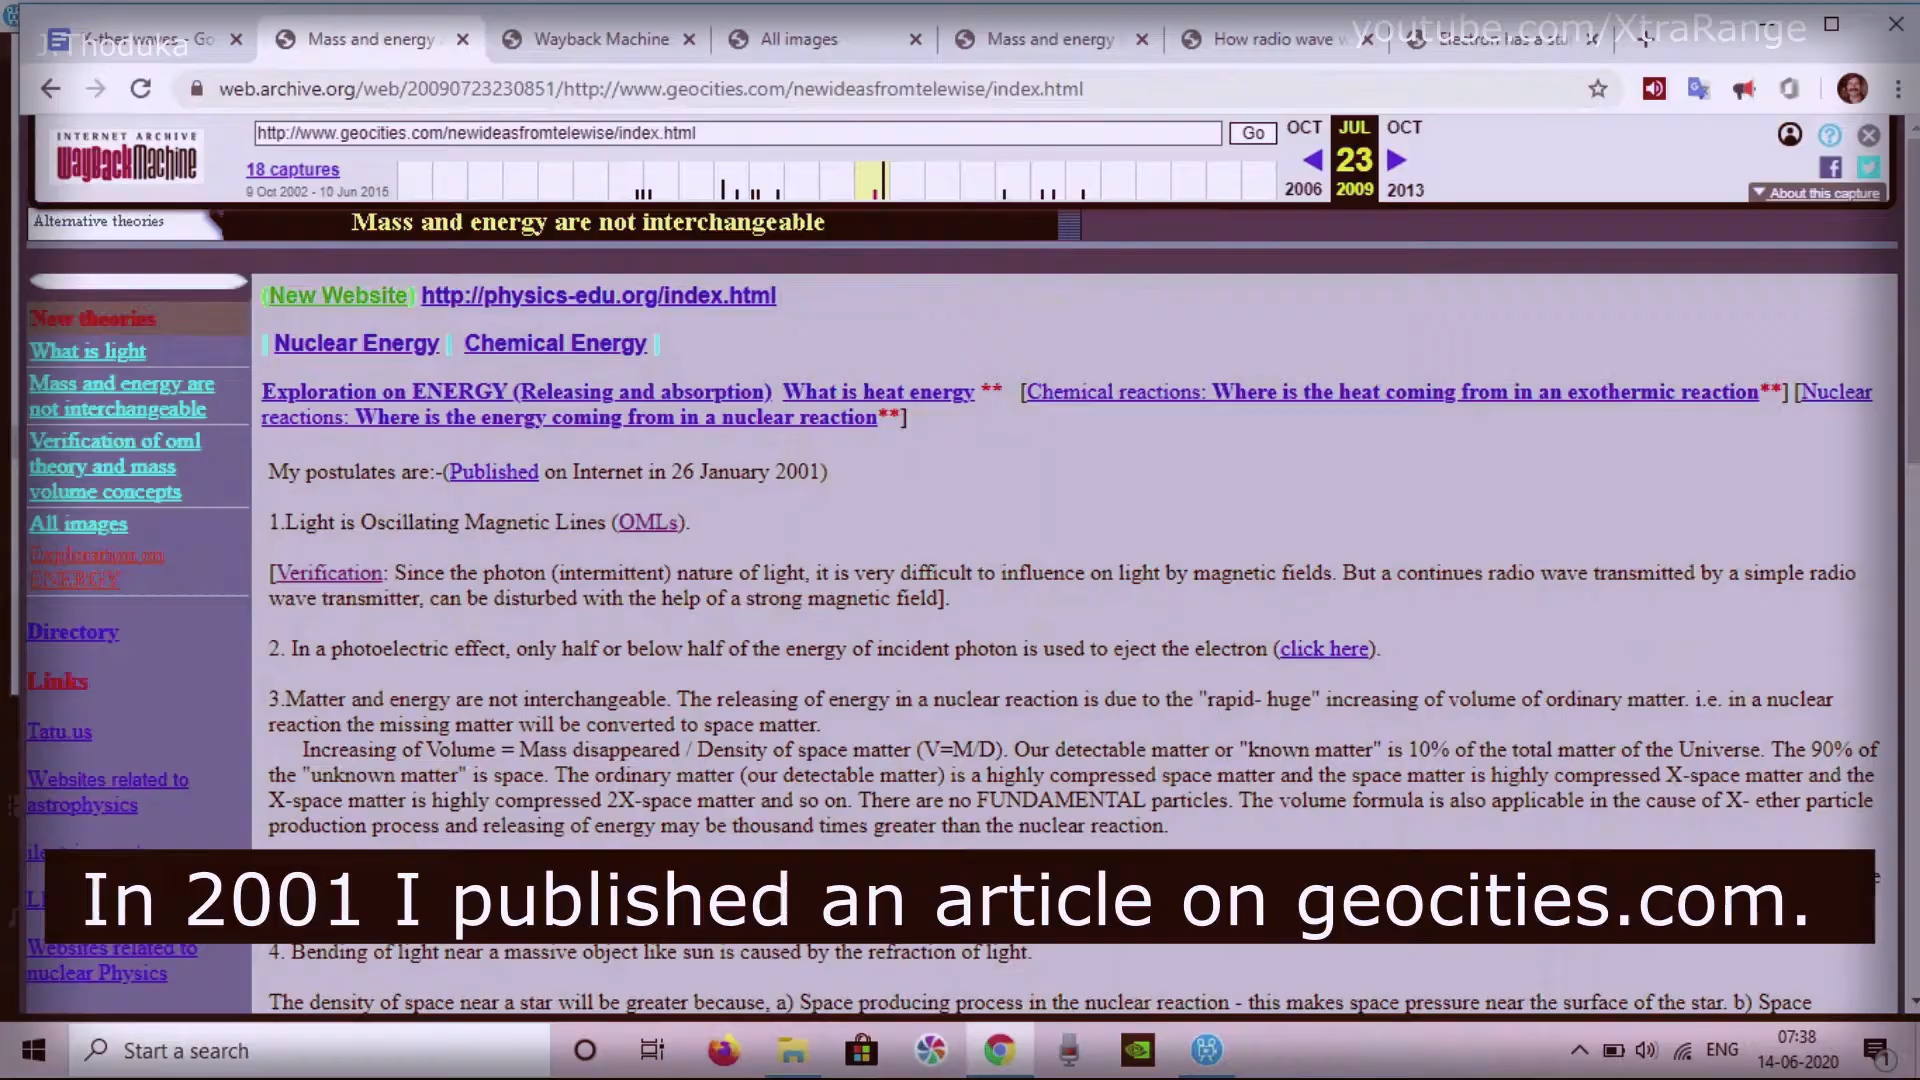 J. Thoduka
youtube.com/XtraRange
Mass and energy
Wayback Machine
All images
Mass and energy
How radio wave
web.archive.org/web/20090723230851/http://www.geocities.com/newideasfromtelewise/index.html
INTERNET ARCHIVE
WayBackMachine
http://www.geocities.com/newideasfromtelewise/index.html
Go
OCT JUL OCT
18 captures
23
9 Oct 2002 - 10 Jun 2015
2006 2009 2013
About this capture
Alternative theories
Mass and energy are not interchangeable
New theories
What is light
Mass and energy are
not interchangeable
Verification of oml
theory and mass
volume concepts
All images
Exploration on
ENERGY
Directory
Links
Tatu.us
Websites related to
astrophysics
Websites related to
nuclear Physics
(New Website) http://physics-edu.org/index.html
| Nuclear Energy | Chemical Energy |
Exploration on ENERGY (Releasing and absorption) What is heat energy ** [Chemical reactions: Where is the heat coming from in an exothermic reaction**] [Nuclear
reactions: Where is the energy coming from in a nuclear reaction**]
My postulates are:-(Published on Internet in 26 January 2001)
1.Light is Oscillating Magnetic Lines (OMLs).
[Verification: Since the photon (intermittent) nature of light, it is very difficult to influence on light by magnetic fields. But a continues radio wave transmitted by a simple radio
wave transmitter, can be disturbed with the help of a strong magnetic field].
2. In a photoelectric effect, only half or below half of the energy of incident photon is used to eject the electron (click here).
3.Matter and energy are not interchangeable. The releasing of energy in a nuclear reaction is due to the "rapid- huge" increasing of volume of ordinary matter. i.e. in a nuclear
reaction the missing matter will be converted to space matter.
Increasing of Volume = Mass disappeared / Density of space matter (V=M/D). Our detectable matter or "known matter" is 10% of the total matter of the Universe. The 90% of
the "unknown matter" is space. The ordinary matter (our detectable matter) is a highly compressed space matter and the space matter is highly compressed X-space matter and the
X-space matter is highly compressed 2X-space matter and so on. There are no FUNDAMENTAL particles. The volume formula is also applicable in the cause of X- ether particle
production process and releasing of energy may be thousand times greater than the nuclear reaction.
In 2001 I published an article on geocities.com.
4. Bending of light near a massive object like sun is caused by the refraction of light.
The density of space near a star will be greater because, a) Space producing process in the nuclear reaction - this makes space pressure near the surface of the star. b) Space
Start a search
ENG
07:38
14-06-2020
1